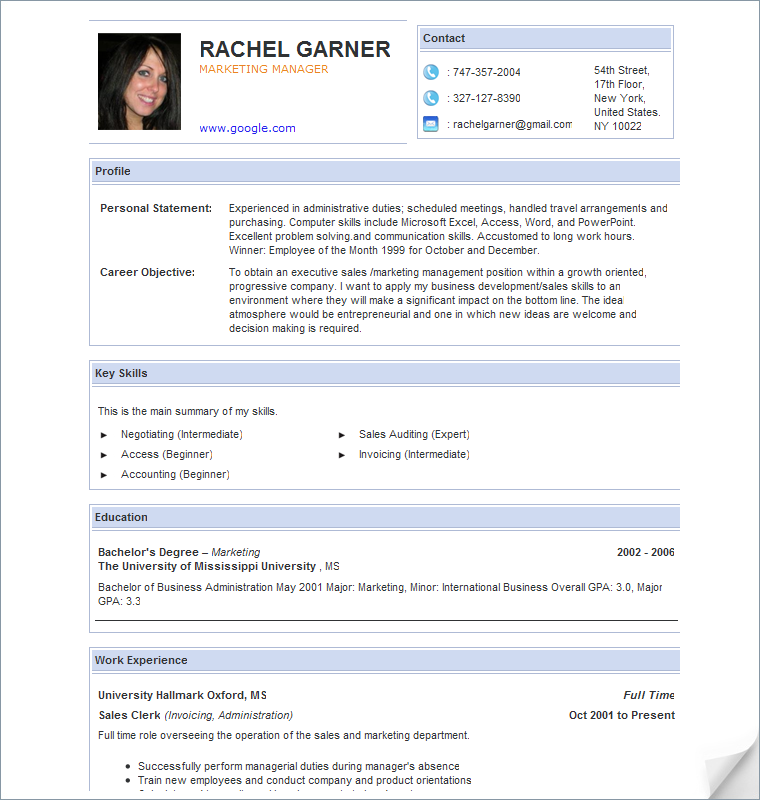 RACHEL GARNER
MARKETING MANAGER
www.google.com
Contact
: 747-357-2004
: 327-127-8390
: rachelgarner@gmail.com
54th Street,
17th Floor,
New York,
United States.
NY 10022
Profile
Personal Statement: Experienced in administrative duties; scheduled meetings, handled travel arrangements and
purchasing. Computer skills include Microsoft Excel, Access, Word, and PowerPoint.
Excellent problem solving.and communication skills. Accustomed to long work hours.
Winner: Employee of the Month 1999 for October and December.
Career Objective: To obtain an executive sales /marketing management position within a growth oriented,
progressive company. I want to apply my business development/sales skills to an
environment where they will make a significant impact on the bottom line. The idea
atmosphere would be entrepreneurial and one in which new ideas are welcome and
decision making is required.
Key Skills
This is the main summary of my skills.
► Negotiating (Intermediate) ► Sales Auditing (Expert)
► Access (Beginner) ► Invoicing (Intermediate)
► Accounting (Beginner)
Education
Bachelor's Degree – Marketing 2002 - 2006
The University of Mississippi University , MS
Bachelor of Business Administration May 2001 Major: Marketing, Minor: International Business Overall GPA: 3.0, Major
GPA: 3.3
Work Experience
University Hallmark Oxford, MS Full Time
Sales Clerk (Invoicing, Administration) Oct 2001 to Present
Full time role overseeing the operation of the sales and marketing department.
• Successfully perform managerial duties during manager's absence
• Train new employees and conduct company and product orientations